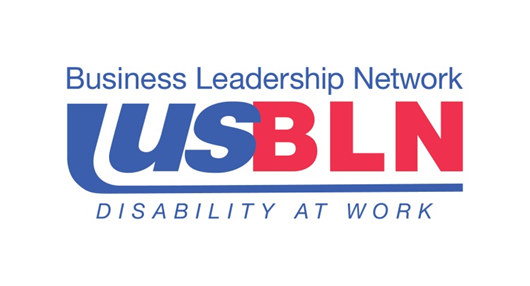 Business Leadership Network
USBLN
DISABILITY AT WORK